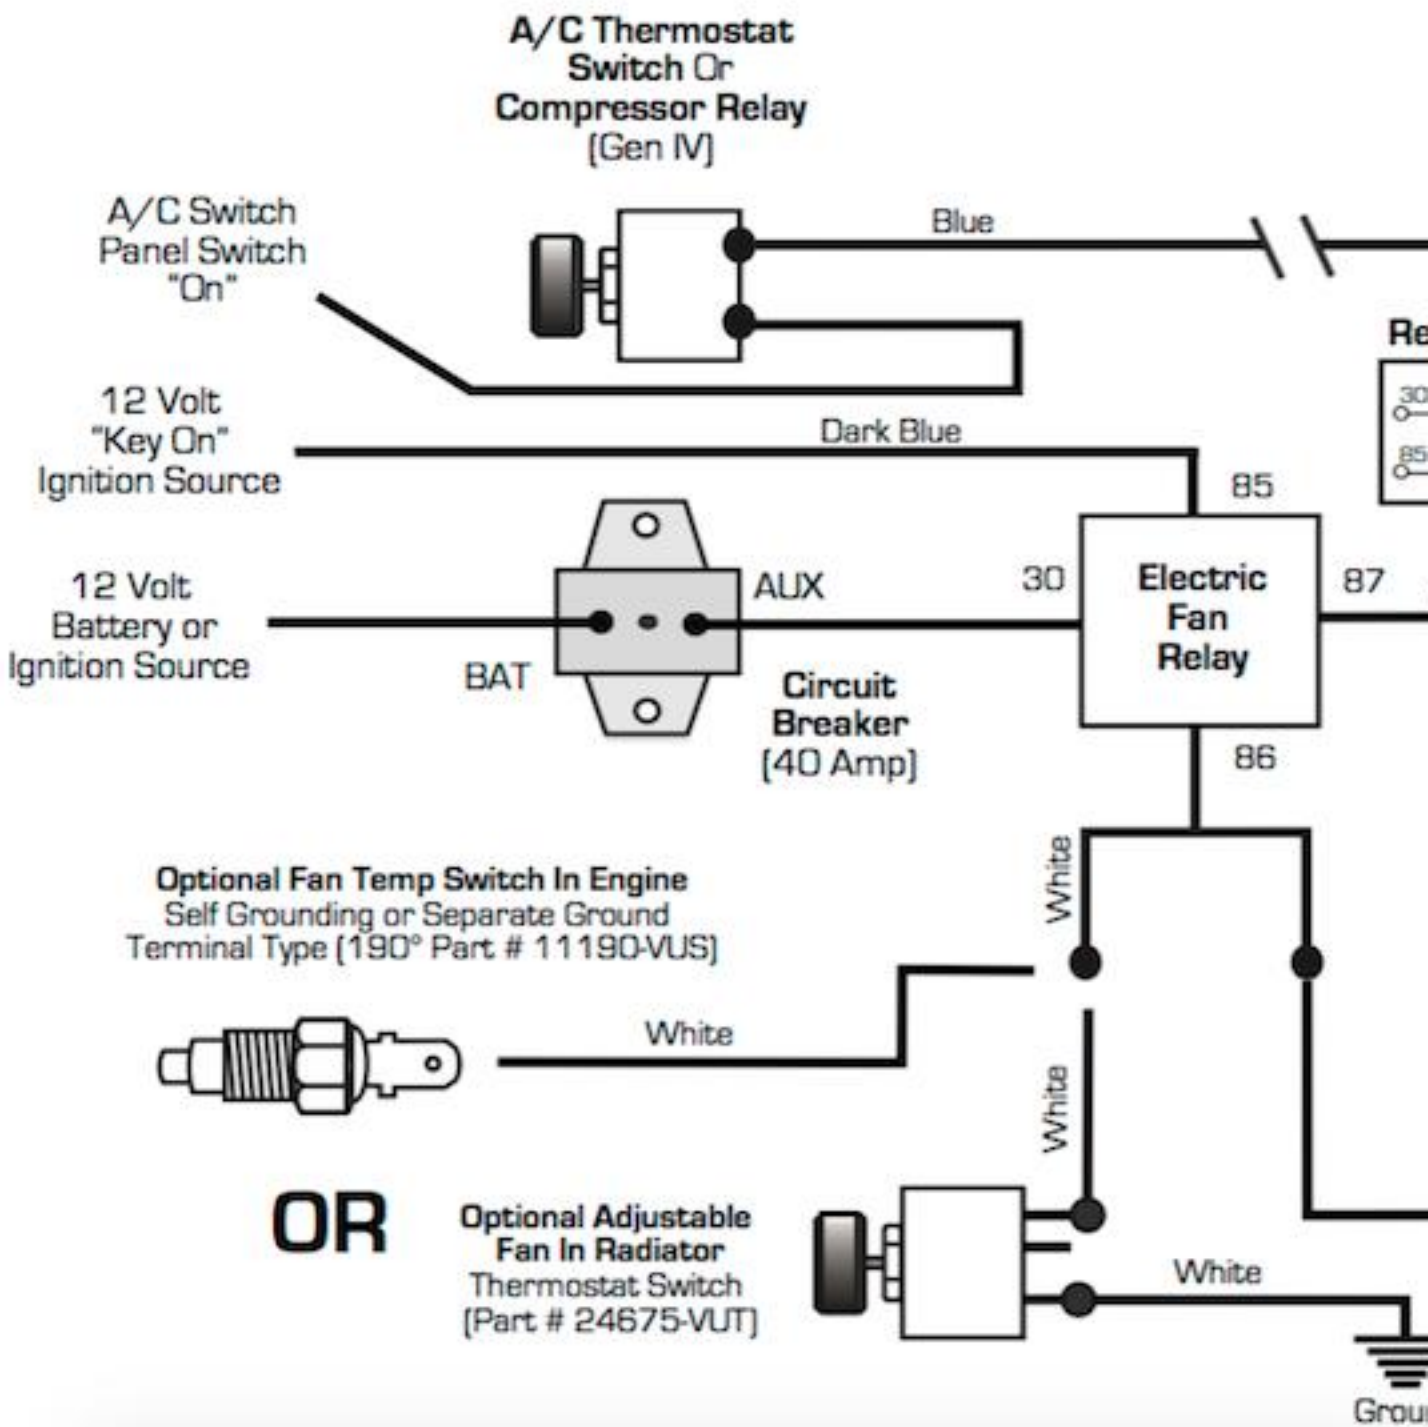 A/C Thermostat
Switch Or
Compressor Relay
(Gen IV)
A/C Switch
Panel Switch
"On"
Blue
12 Volt
"Key On"
Ignition Source
Dark Blue
30
85
85
12 Volt
Battery or
Ignition Source
BAT
AUX
Circuit
Breaker
(40 Amp)
30
Electric
Fan
Relay
87
86
White
Optional Fan Temp Switch In Engine
Self Grounding or Separate Ground
Terminal Type (190° Part # 11190-VUS)
White
White
OR
Optional Adjustable
Fan In Radiator
Thermostat Switch
(Part # 24675-VUT)
White